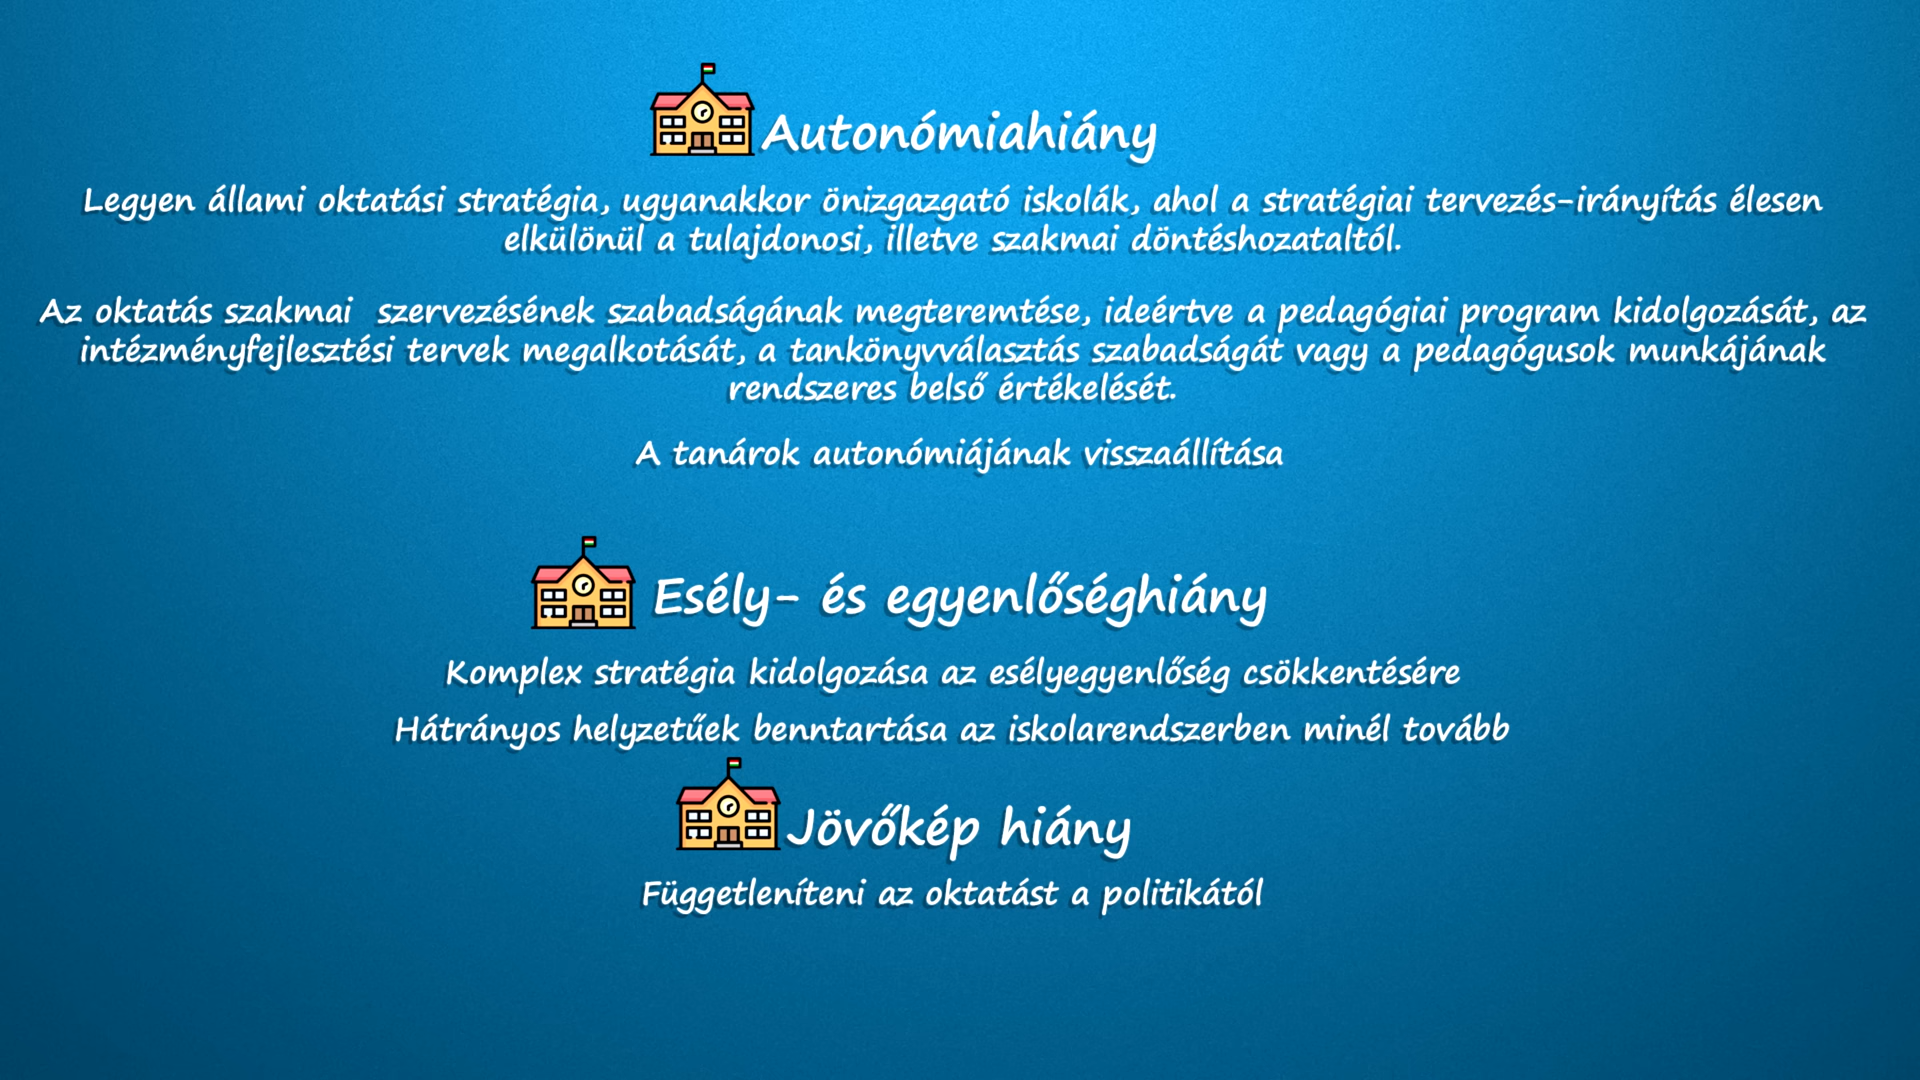 Autonómiahiány
Legyen állami oktatási stratégia, ugyanakkor önizgazgató iskolák, ahol a stratégiai tervezés-irányítás élesen
elkülönül a tulajdonosi, illetve szakmai döntéshozataltól.
Az oktatás szakmai  szervezésének szabadságának megteremtése, ideértve a pedagógiai program kidolgozását, az
intézményfejlesztési tervek megalkotását, a tankönyvválasztás szabadságát vagy a pedagógusok munkájának
rendszeres belső értékelését.
A tanárok autonómiájának visszaállítása
Esély- és egyenlőséghiány
Komplex stratégia kidolgozása az esélyegyenlőség csökkentésére
Hátrányos helyzetűek benntartása az iskolarendszerben minél tovább
Jövőkép hiány
Függetleníteni az oktatást a politikától